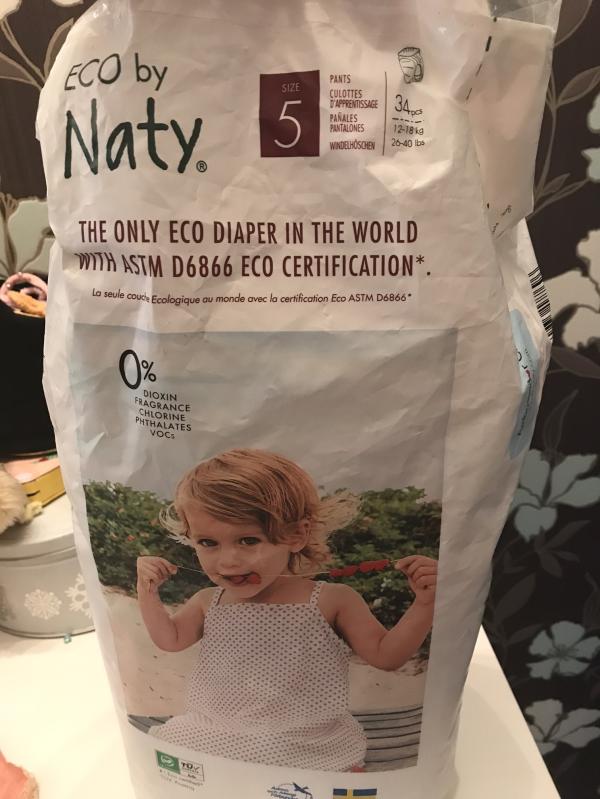 ECO by
Naty®
SIZE
5
PANTS
CULOTTES
D'APPRENTISSAGE
PAÑALES
PANTALONES
WINDELHÖSCHEN
34pcs
12-18 kg
26-40 lbs
THE ONLY ECO DIAPER IN THE WORLD
WITH ASTM D6866 ECO CERTIFICATION*.
La seule couche Ecologique au monde avec la certification Eco ASTM D6866*
0%
DIOXIN
FRAGRANCE
CHLORINE
PHTHALATES
VOCs
TÜV